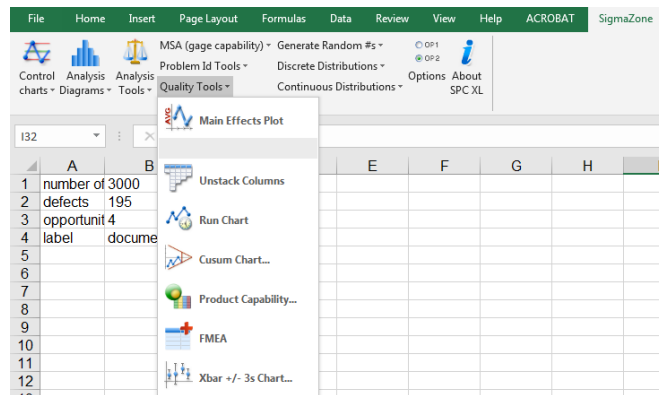 File Home Insert Page Layout Formulas Data Review View Help ACROBAT SigmaZone
Control charts Analysis Diagrams Analysis Tools
MSA (gage capability) Generate Random #s OP1
Problem Id Tools Discrete Distributions OP2
Quality Tools Continuous Distributions
Options About SPC XL
I32
Main Effects Plot
Unstack Columns
Run Chart
Cusum Chart...
Product Capability...
FMEA
Xbar +/- 3s Chart...
A B E F G H
1 number of 3000
2 defects 195
3 opportunit 4
4 label docume
5
6
7
8
9
10
11
12